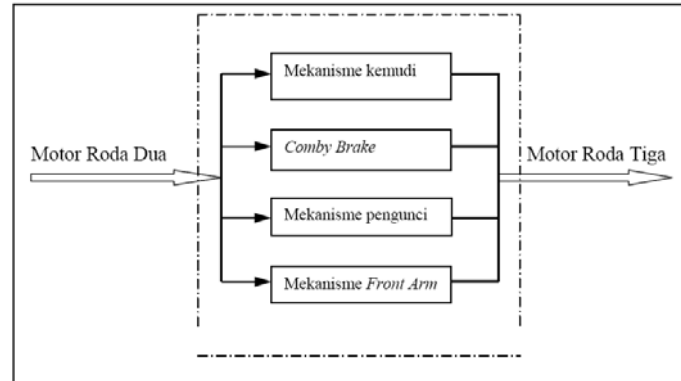 Motor Roda Dua
Mekanisme kemudi
Comby Brake
Mekanisme pengunci
Mekanisme Front Arm
Motor Roda Tiga